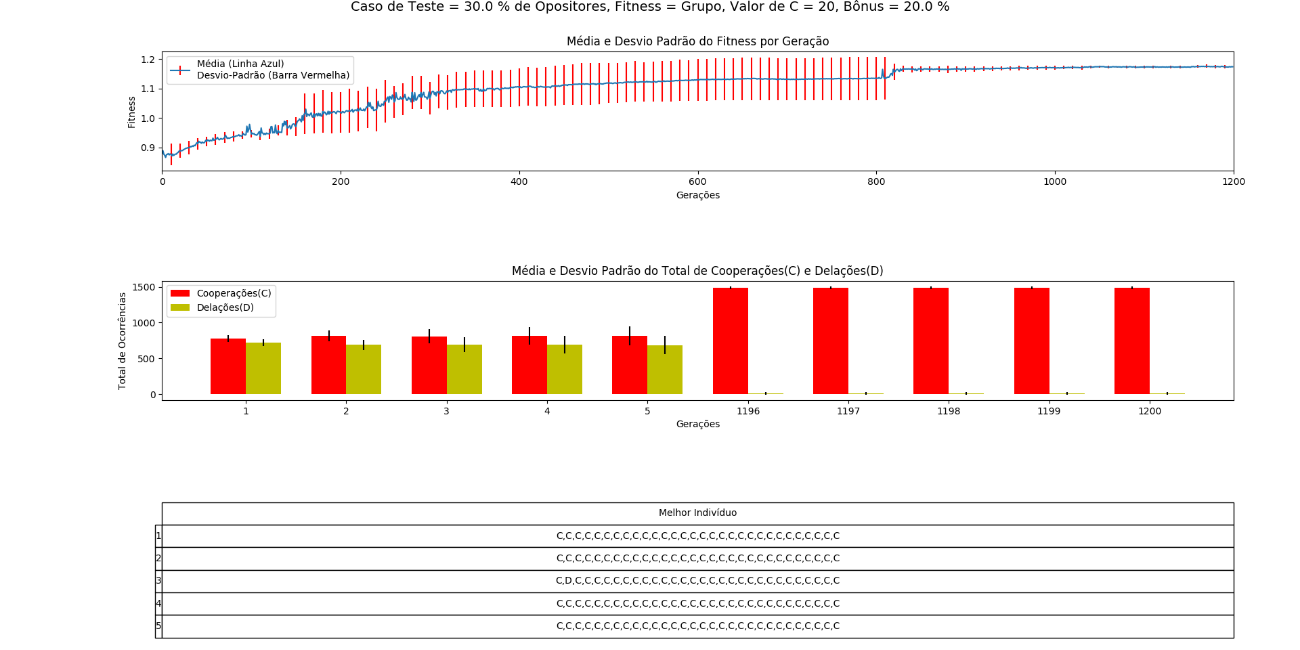 Caso de Teste = 30.0 % de Opositores, Fitness = Grupo, Valor de C = 20, Bônus = 20.0 %
Média e Desvio Padrão do Fitness por Geração
Média (Linha Azul)
Desvio-Padrão (Barra Vermelha)
Fitness
1.2
1.1
1.0
0.9
0 200 400 600 800 1000 1200
Gerações
Média e Desvio Padrão do Total de Cooperações(C) e Delações(D)
Cooperações(C)
Delações(D)
Total de Ocorrências
1500
1000
500
0
1 2 3 4 5 1196 1197 1198 1199 1200
Gerações
Melhor Indivíduo
1 C,C,C,C,C,C,C,C,C,C,C,C,C,C,C,C,C,C,C,C,C,C,C,C,C,C,C,C,C,C
2 C,C,C,C,C,C,C,C,C,C,C,C,C,C,C,C,C,C,C,C,C,C,C,C,C,C,C,C,C,C
3 C,D,C,C,C,C,C,C,C,C,C,C,C,C,C,C,C,C,C,C,C,C,C,C,C,C,C,C,C,C
4 C,C,C,C,C,C,C,C,C,C,C,C,C,C,C,C,C,C,C,C,C,C,C,C,C,C,C,C,C,C
5 C,C,C,C,C,C,C,C,C,C,C,C,C,C,C,C,C,C,C,C,C,C,C,C,C,C,C,C,C,C